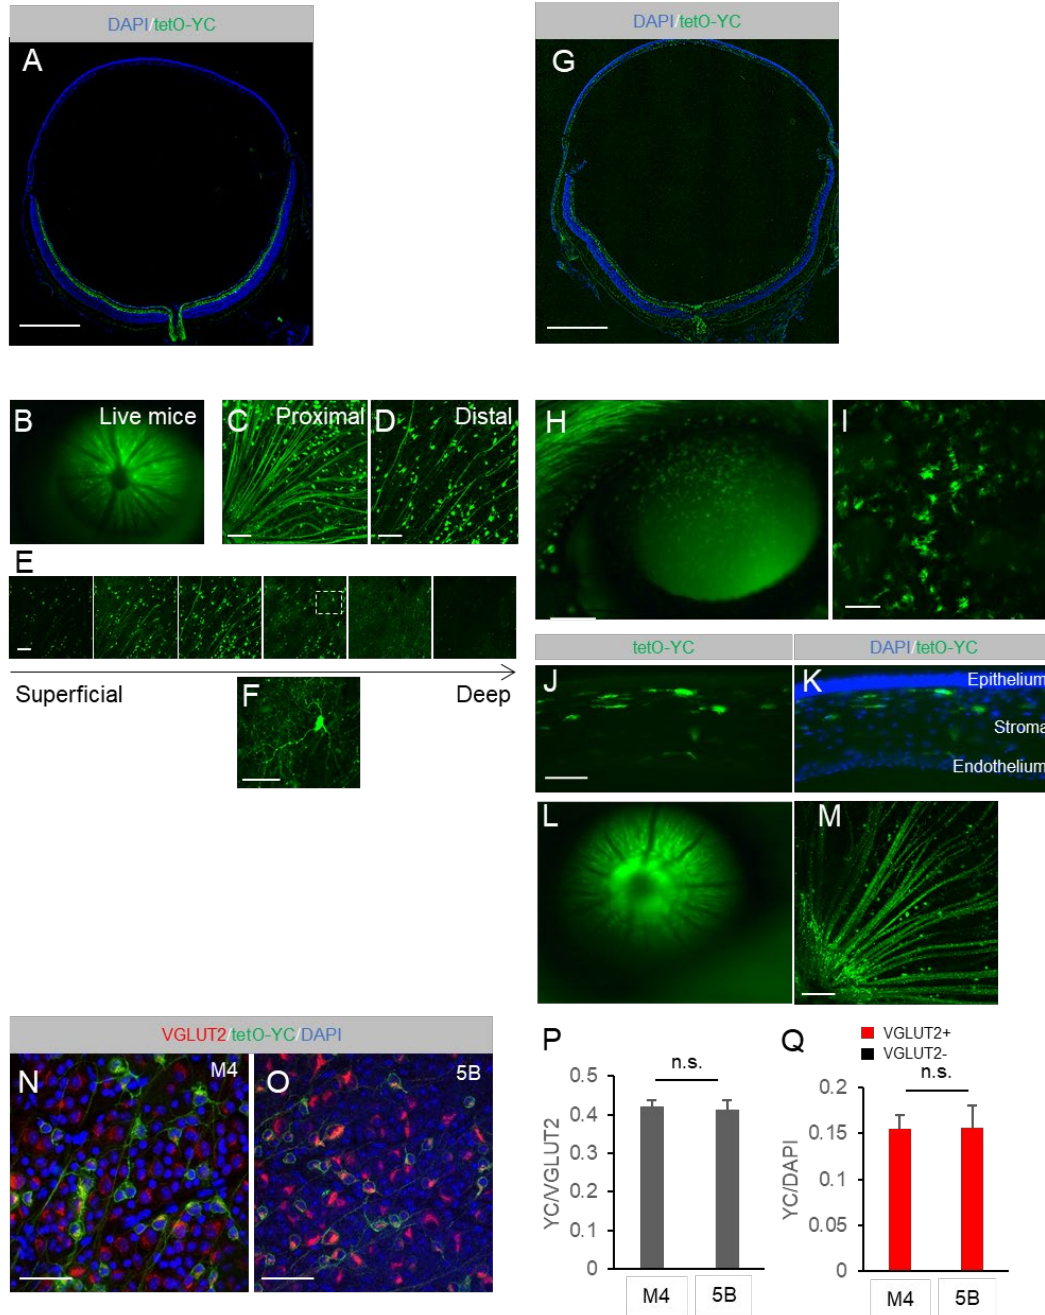 DAPI/tetO-YC
A
DAPI/tetO-YC
G
B Live mice
C Proximal
D Distal
E
Superficial
Deep
F
H
I
tetO-YC
DAPI/tetO-YC
J
K
Epithelium
Stroma
Endothelium
L
M
VGLUT2/tetO-YC/DAPI
N M4
O 5B
P
n.s.
0.5
0.4
0.3
0.2
0.1
0
YC/VGLUT2
M4 5B
Q
VGLUT2+
VGLUT2-
n.s.
0.2
0.15
0.1
0.05
0
YC/DAPI
M4 5B